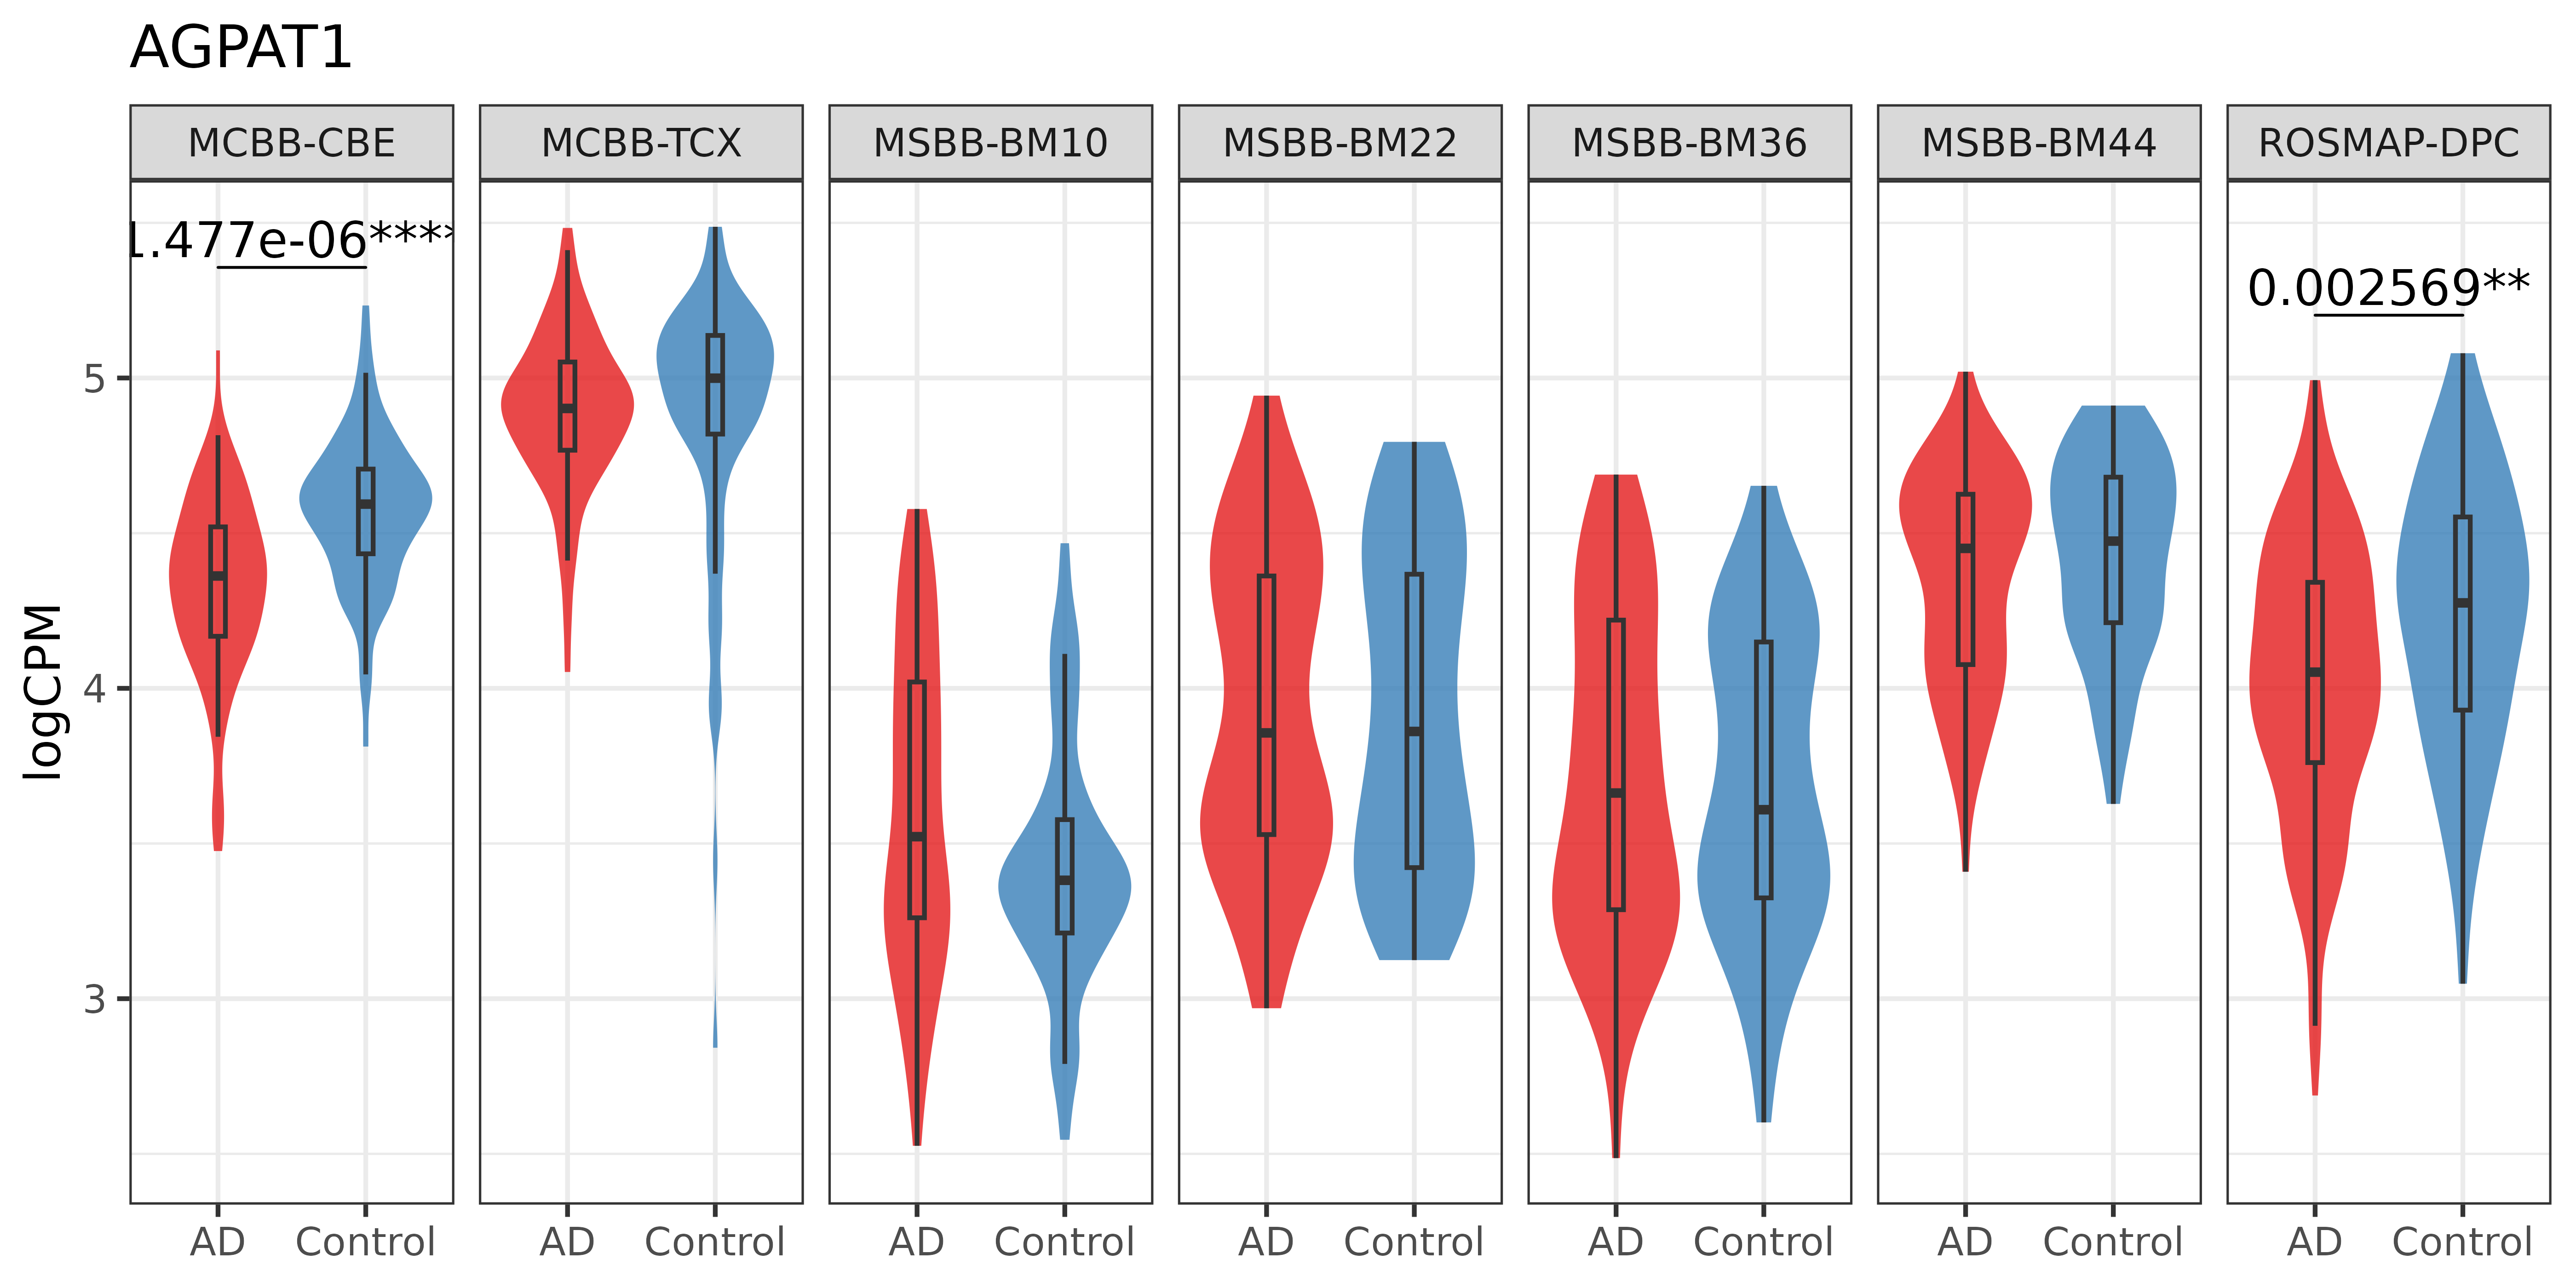 AGPAT1
MCBB-CBE
MCBB-TCX
MSBB-BM10
MSBB-BM22
MSBB-BM36
MSBB-BM44
ROSMAP-DPC
1.477e-06****
0.002569**
logCPM
5
4
3
AD Control
AD Control
AD Control
AD Control
AD Control
AD Control
AD Control